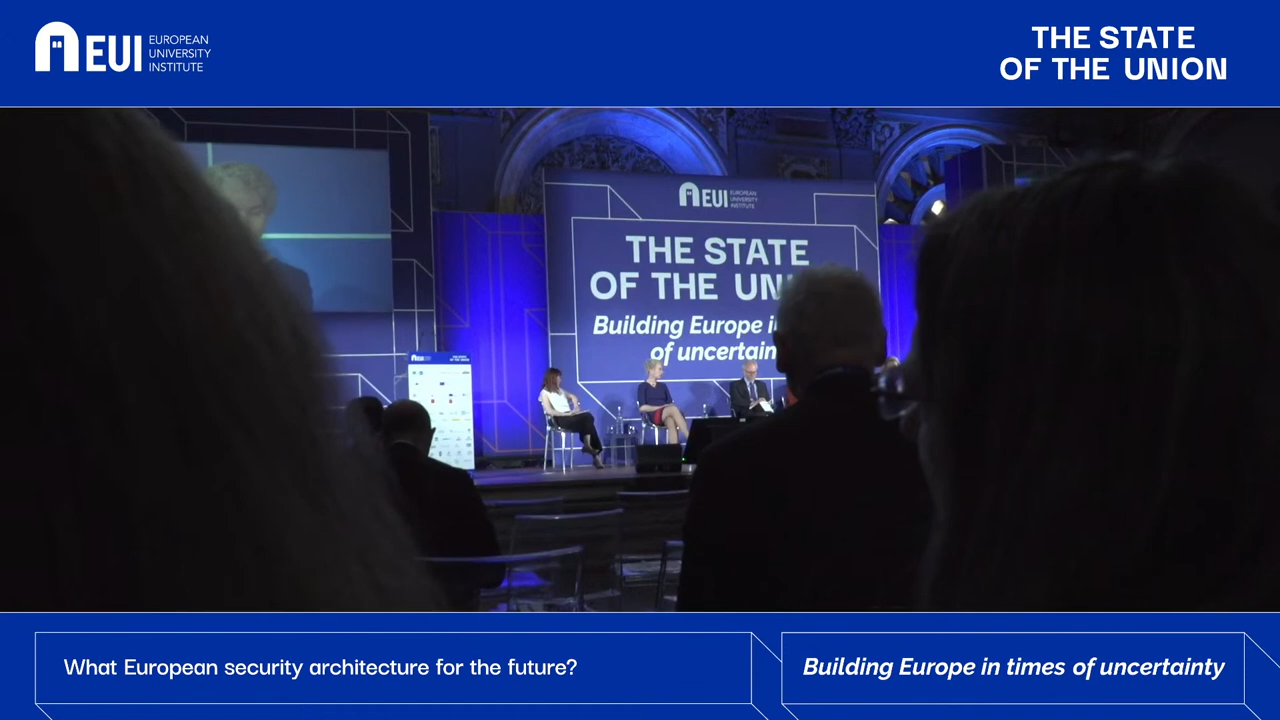 EUI
EUROPEAN
UNIVERSITY
INSTITUTE
THE STATE
OF THE UNION
EUI
EUROPEAN
UNIVERSITY
INSTITUTE
THE STATE
OF THE UN
Building Europe i
of uncertain
What European security architecture for the future?
Building Europe in times of uncertainty